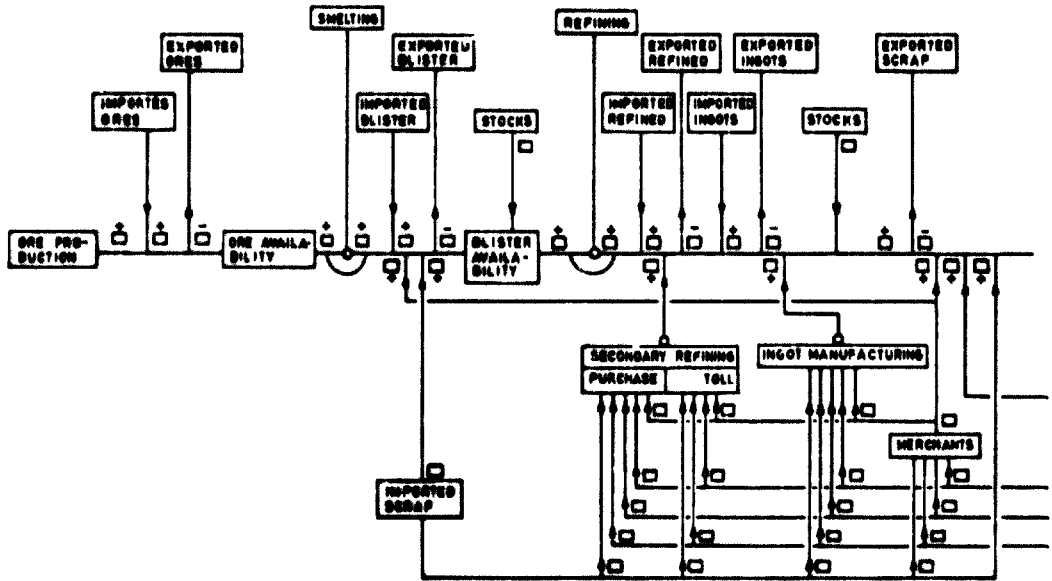 SMELTING
REFINING
EXPORTED
ORES
EXPORTED
BLISTER
EXPORTED
REFINED
EXPORTED
INGOTS
EXPORTED
SCRAP
IMPORTES
ORES
IMPORTED
BLISTER
STOCKS
IMPORTED
REFINED
IMPORTED
INGOTS
STOCKS
+
+
-
+
+
+
-
+
+
+
-
+
-
+
-
ORE PRO-
DUCTION
ORE AVAILA-
BILITY
BLISTER
AVAILA-
BILITY
+
+
+
+
+
+
+
SECONDARY REFINING
PURCHASE
TOLL
INGOT MANUFACTURING
MERCHANTS
IMPORTED
SCRAP